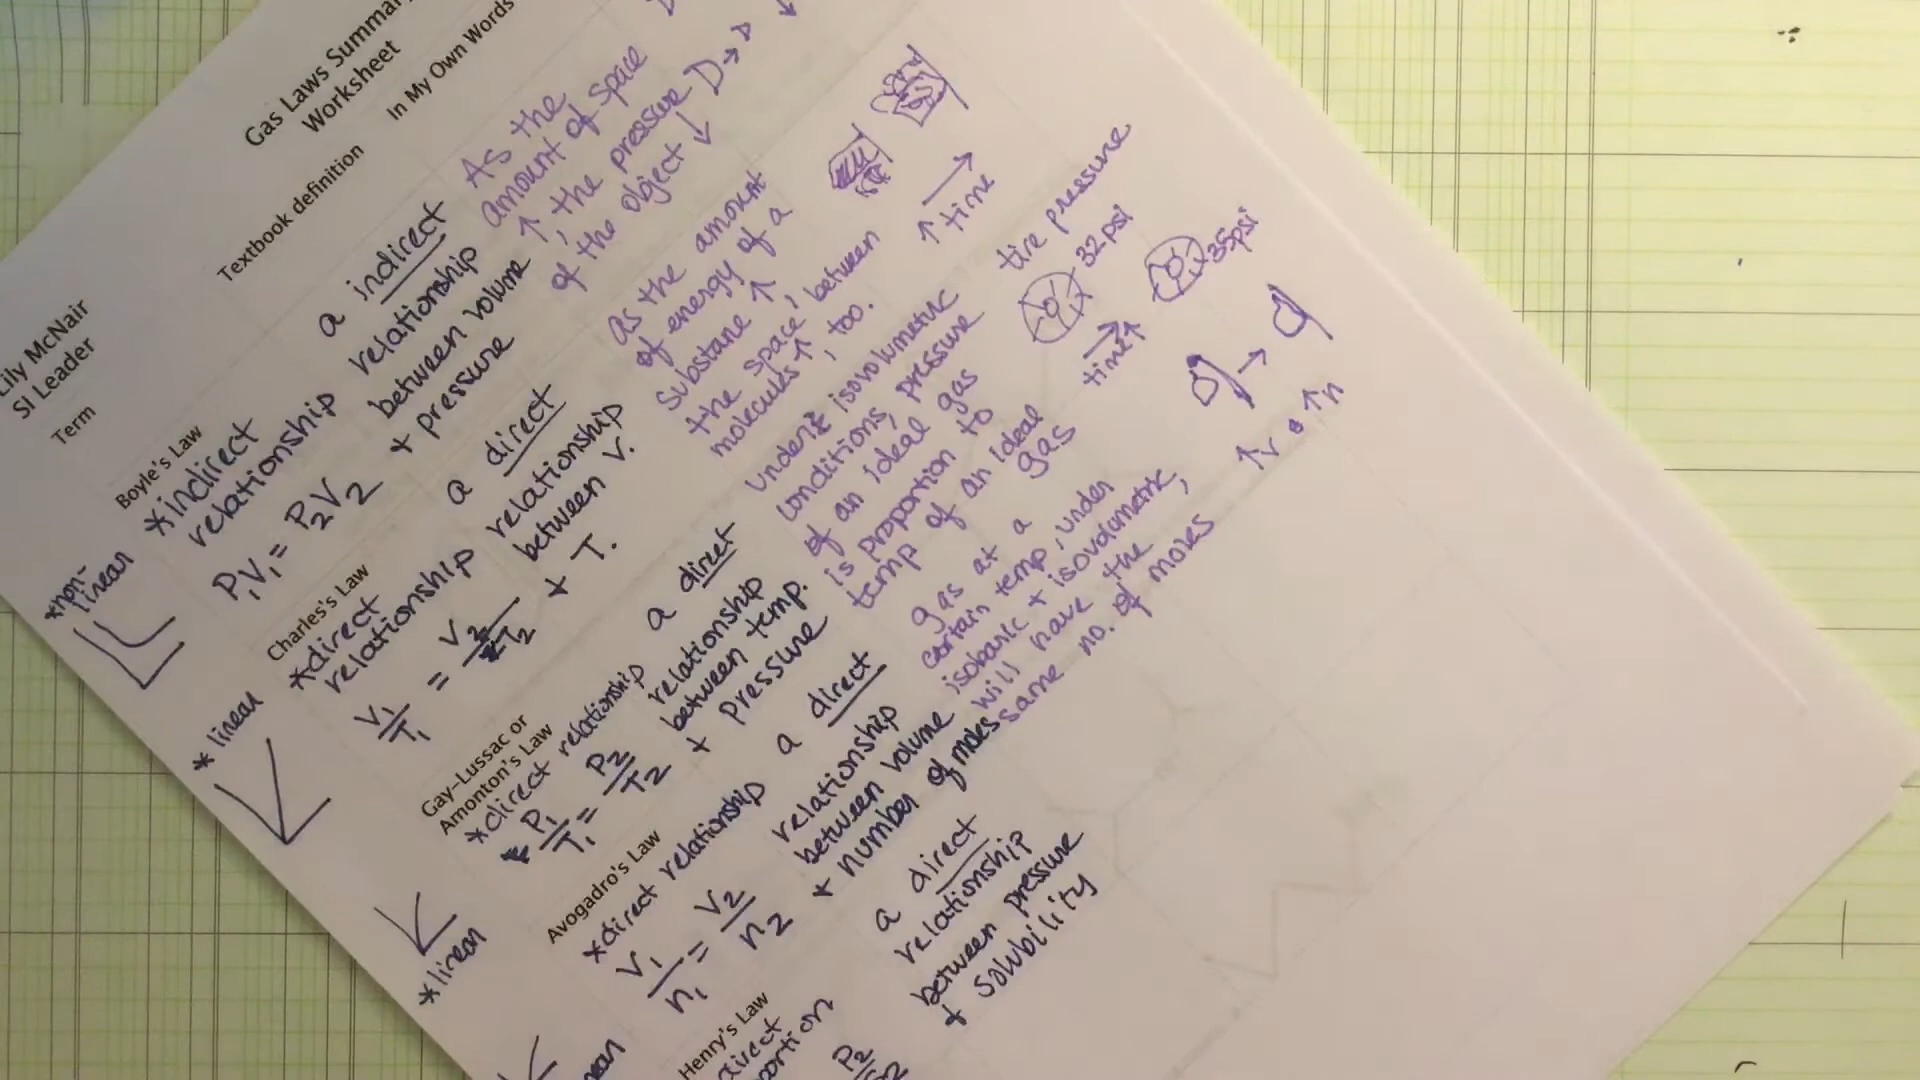 Gas Laws Summar
Worksheet
Lily McNair
SI Leader
Term
Textbook definition
In My Own Words
Boyle's Law
*indirect
relationship
P₁V₁ = P₂V₂
*non-
linear
a indirect
relationship
between volume
+ pressure
As the
amount of space
↑, the pressure
of the object ↓
D → D
Charles's Law
*direct
relationship
V₁/T₁ = V₂/T₂
* linear
a direct
relationship
between V.
+ T.
as the amount
of energy of a
substane ↑,
the space between
molecules ↑, too.
→
↑ time
Gay-Lussac or
Amonton's Law
*direct relationship
P₁/T₁ = P₂/T₂
*linear
a direct
relationship
between temp.
+ pressure
under isovolumetric
conditions, pressure
of an ideal gas
is proportion to
temp of an ideal
gas
tire pressure
32 psi
35psi
time↑
Avogadro's Law
*direct relationship
V₁/n₁ = V₂/n₂
a direct
relationship
between volume
+ number of moles
gas at a
certain temp, under
isobaric + isovolumetric,
will have the
same no. of moles
↑v & ↑n
Henry's Law
direct
a direct
relationship
between pressure
+ solubility